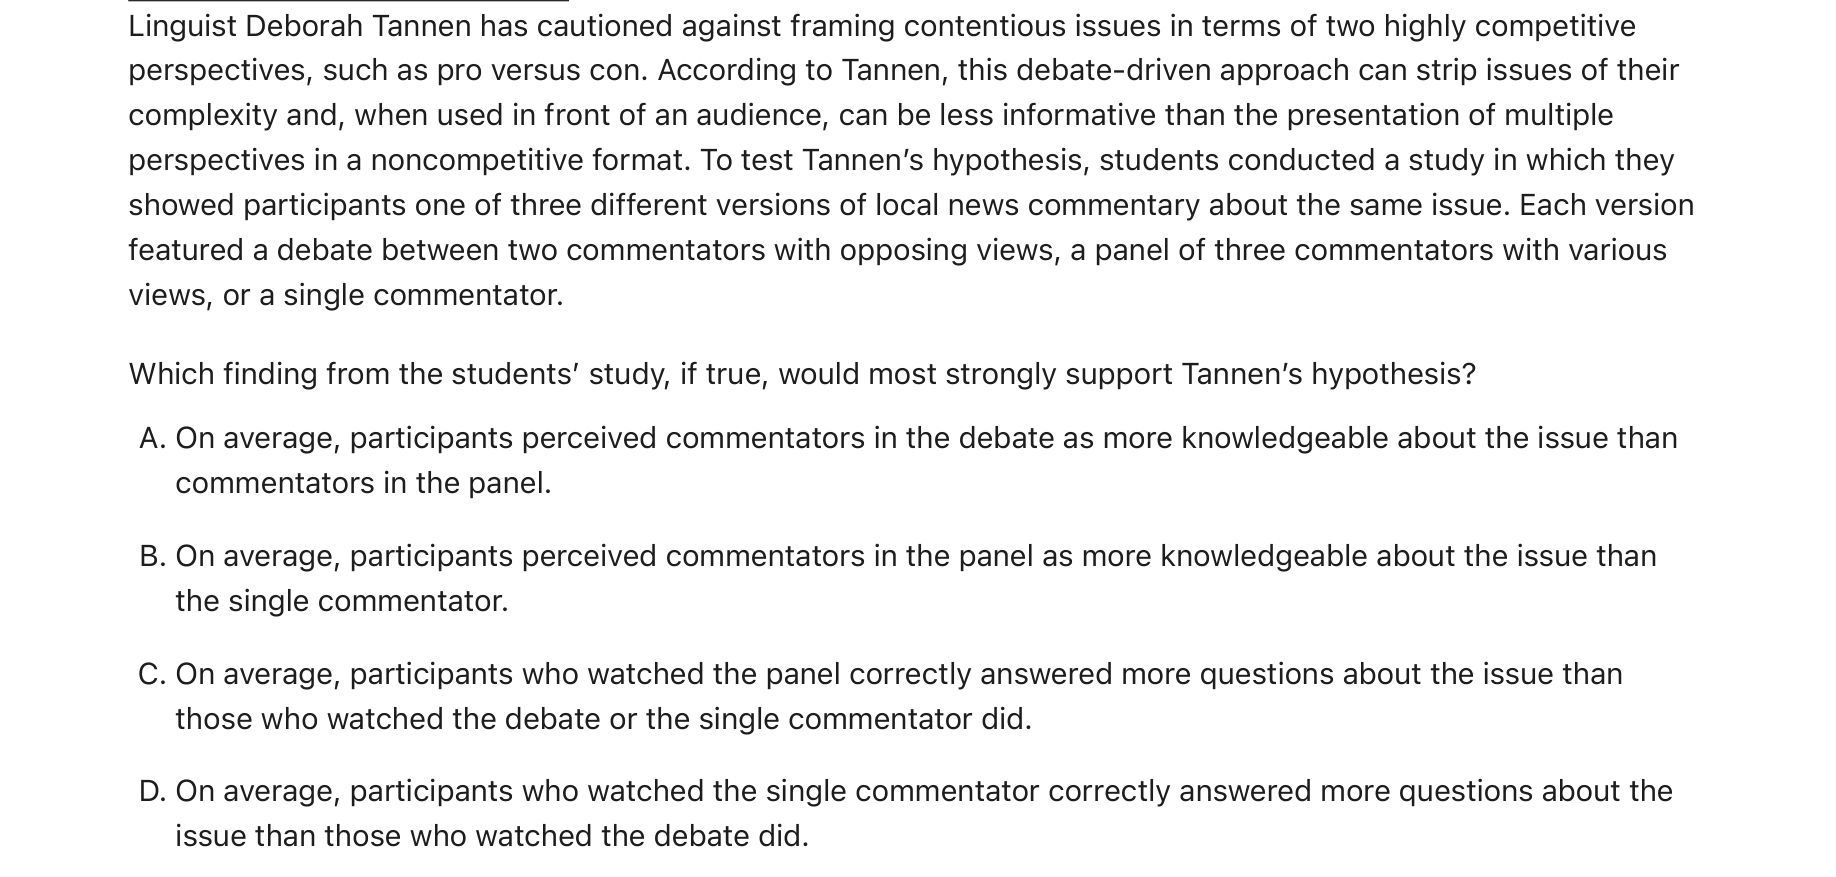 Linguist Deborah Tannen has cautioned against framing contentious issues in terms of two highly competitive
perspectives, such as pro versus con. According to Tannen, this debate-driven approach can strip issues of their
complexity and, when used in front of an audience, can be less informative than the presentation of multiple
perspectives in a noncompetitive format. To test Tannen’s hypothesis, students conducted a study in which they
showed participants one of three different versions of local news commentary about the same issue. Each version
featured a debate between two commentators with opposing views, a panel of three commentators with various
views, or a single commentator.
Which finding from the students’ study, if true, would most strongly support Tannen’s hypothesis?
A. On average, participants perceived commentators in the debate as more knowledgeable about the issue than
commentators in the panel.
B. On average, participants perceived commentators in the panel as more knowledgeable about the issue than
the single commentator.
C. On average, participants who watched the panel correctly answered more questions about the issue than
those who watched the debate or the single commentator did.
D. On average, participants who watched the single commentator correctly answered more questions about the
issue than those who watched the debate did.